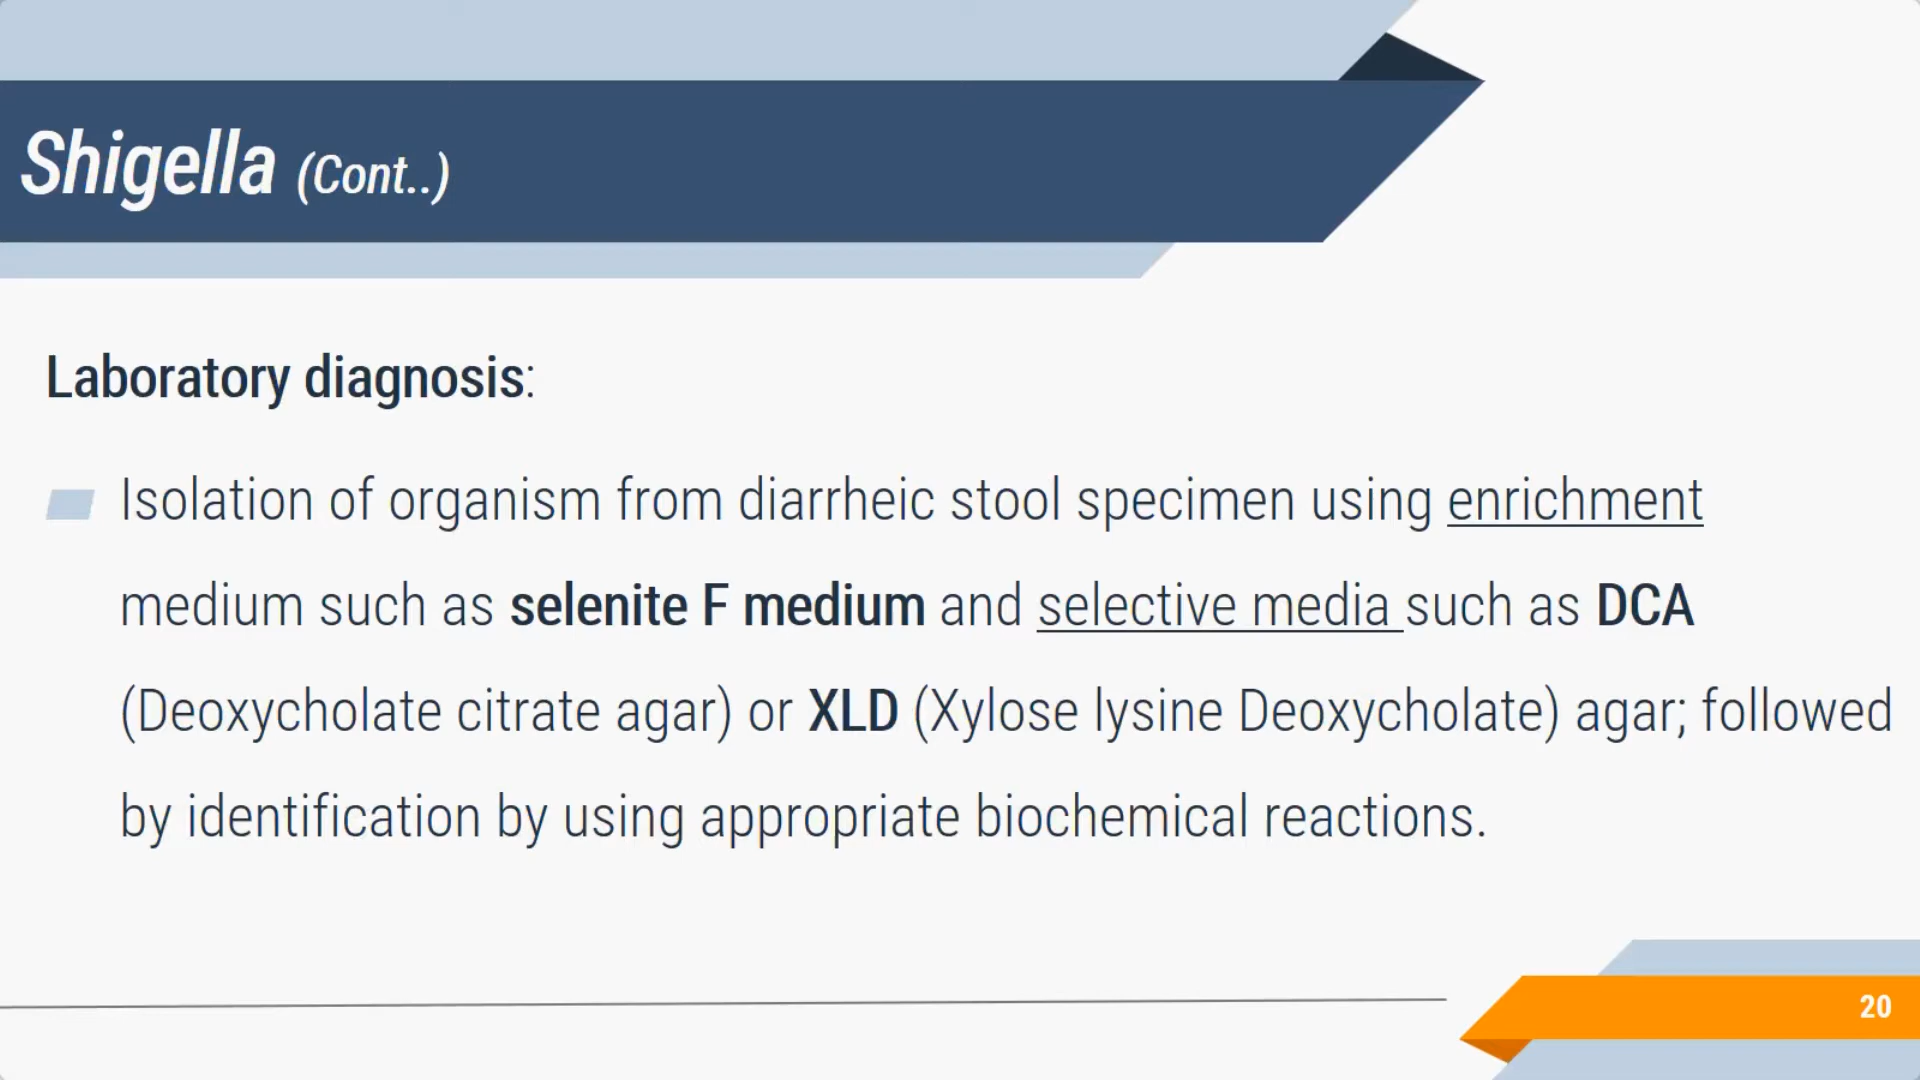 Shigella (Cont..)
Laboratory diagnosis:
Isolation of organism from diarrheic stool specimen using enrichment
medium such as selenite F medium and selective media such as DCA
(Deoxycholate citrate agar) or XLD (Xylose lysine Deoxycholate) agar; followed
by identification by using appropriate biochemical reactions.
20